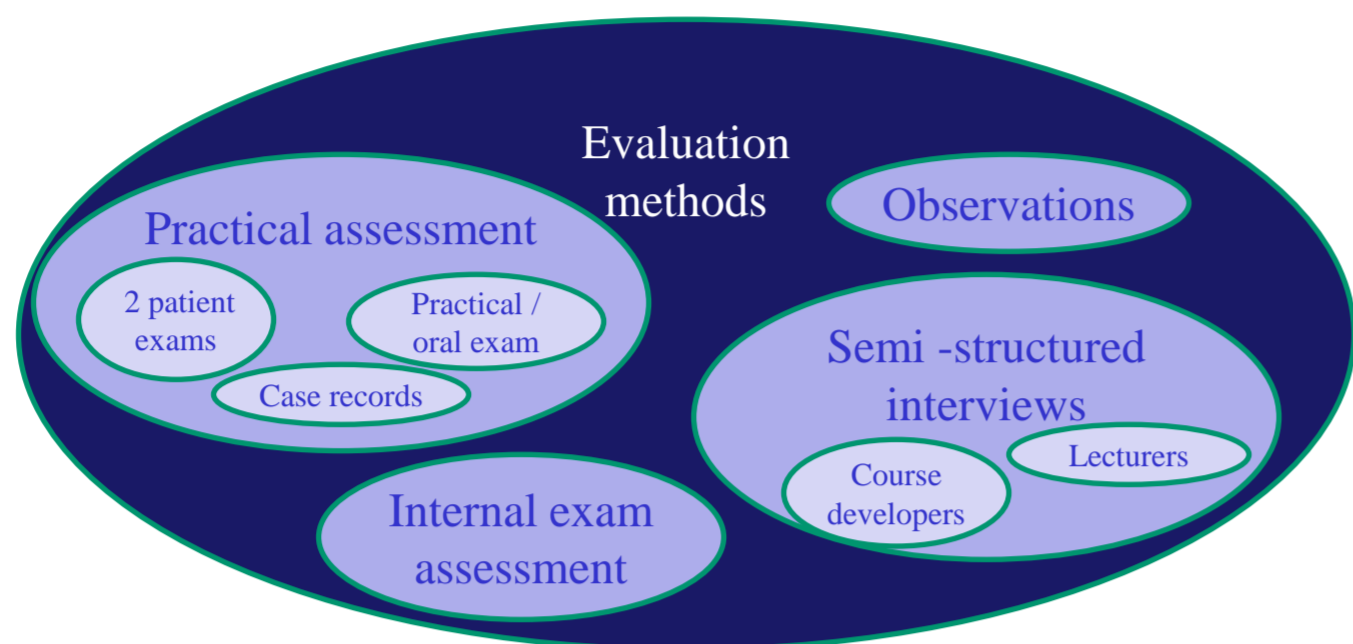 Evaluation
methods
Practical assessment
2 patient
exams
Practical /
oral exam
Case records
Observations
Semi -structured
interviews
Course
developers
Lecturers
Internal exam
assessment